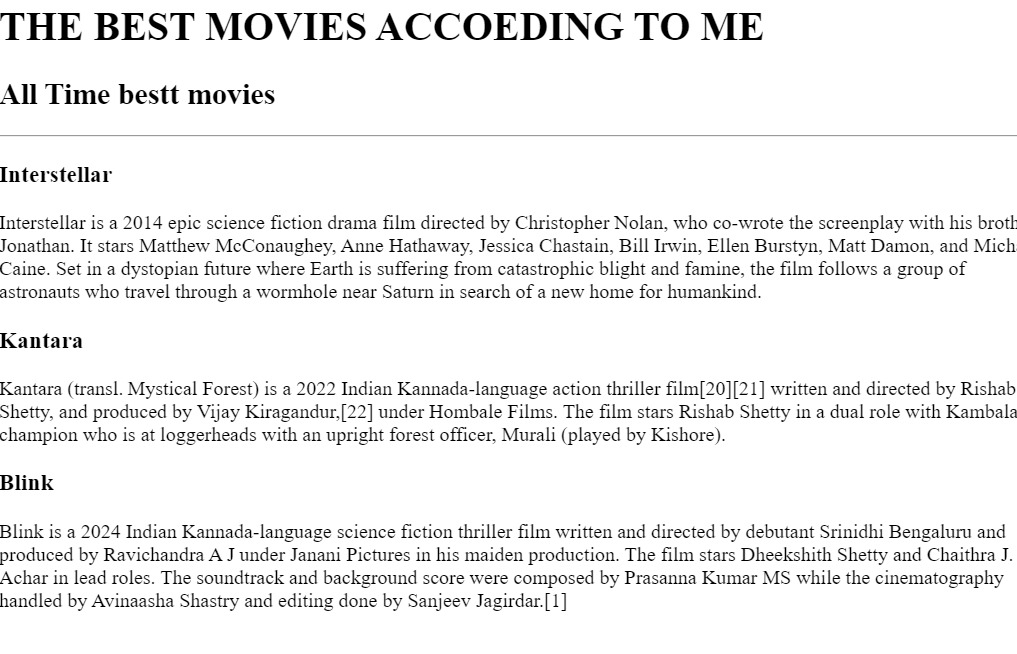 THE BEST MOVIES ACCOEDING TO ME
All Time bestt movies
Interstellar
Interstellar is a 2014 epic science fiction drama film directed by Christopher Nolan, who co-wrote the screenplay with his broth
Jonathan. It stars Matthew McConaughey, Anne Hathaway, Jessica Chastain, Bill Irwin, Ellen Burstyn, Matt Damon, and Mich
Caine. Set in a dystopian future where Earth is suffering from catastrophic blight and famine, the film follows a group of
astronauts who travel through a wormhole near Saturn in search of a new home for humankind.
Kantara
Kantara (transl. Mystical Forest) is a 2022 Indian Kannada-language action thriller film[20][21] written and directed by Rishab
Shetty, and produced by Vijay Kiragandur,[22] under Hombale Films. The film stars Rishab Shetty in a dual role with Kambala
champion who is at loggerheads with an upright forest officer, Murali (played by Kishore).
Blink
Blink is a 2024 Indian Kannada-language science fiction thriller film written and directed by debutant Srinidhi Bengaluru and
produced by Ravichandra A J under Janani Pictures in his maiden production. The film stars Dheekshith Shetty and Chaithra J.
Achar in lead roles. The soundtrack and background score were composed by Prasanna Kumar MS while the cinematography
handled by Avinaasha Shastry and editing done by Sanjeev Jagirdar.[1]